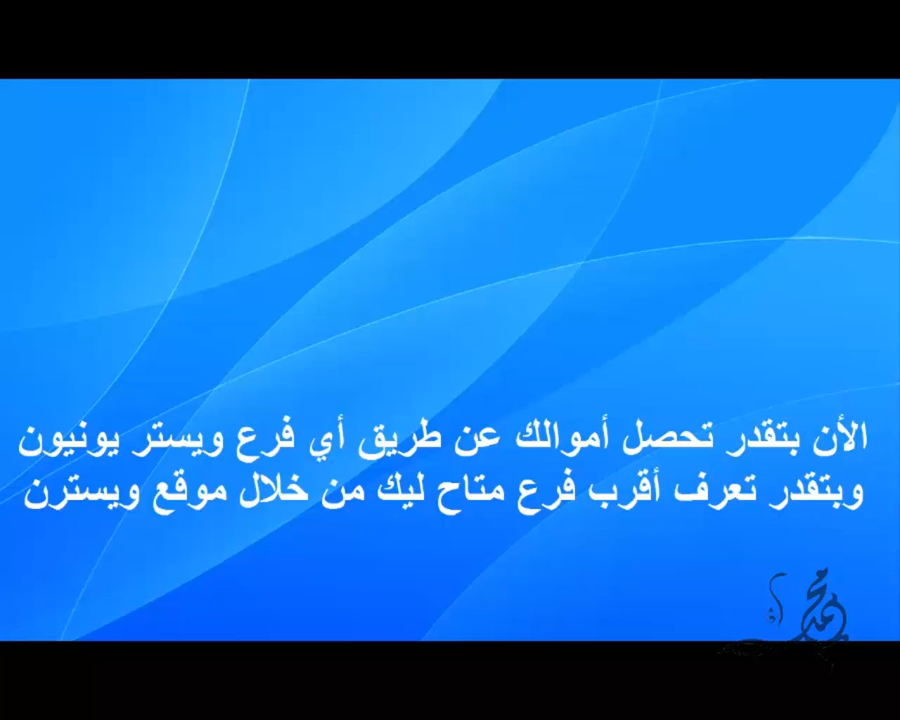 الأن بتقدر تحصل أموالك عن طريق أي فرع ويستر يونيون
وبتقدر تعرف أقرب فرع متاح ليك من خلال موقع ويسترن